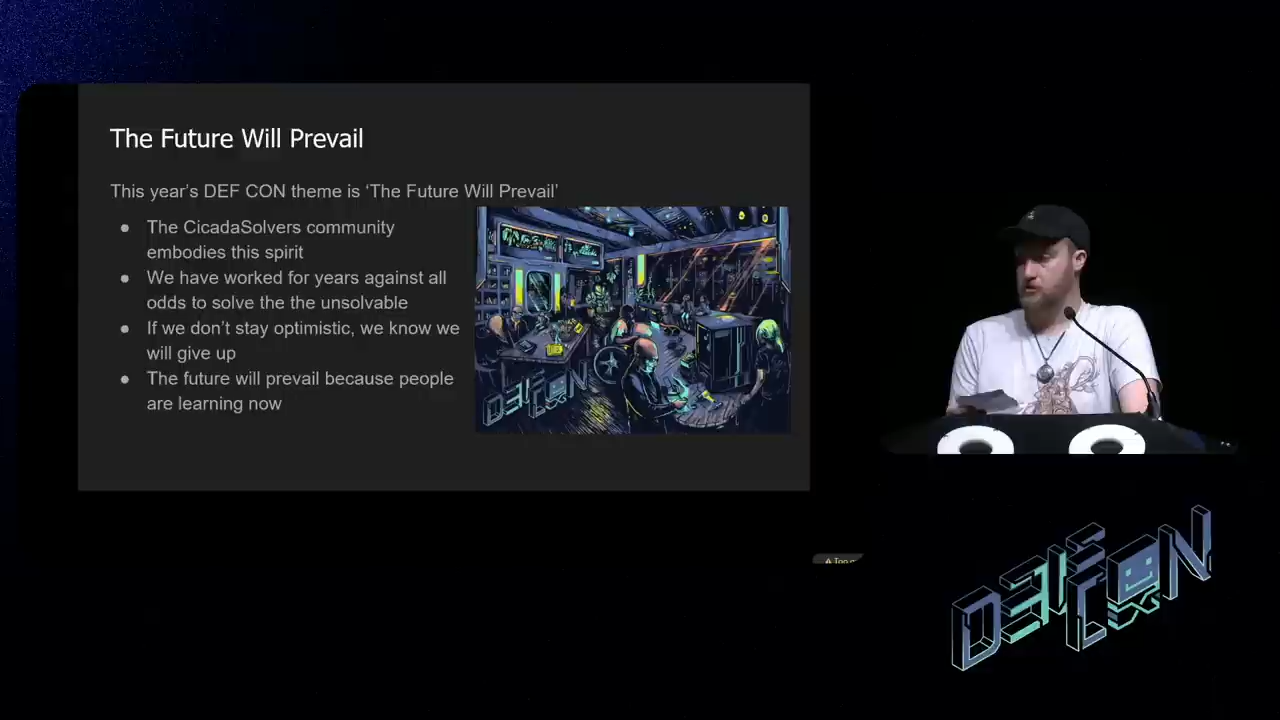 The Future Will Prevail
This year's DEF CON theme is 'The Future Will Prevail'
● The CicadaSolvers community
embodies this spirit
● We have worked for years against all
odds to solve the the unsolvable
● If we don't stay optimistic, we know we
will give up
● The future will prevail because people
are learning now
DEF
CON
DEF
CON